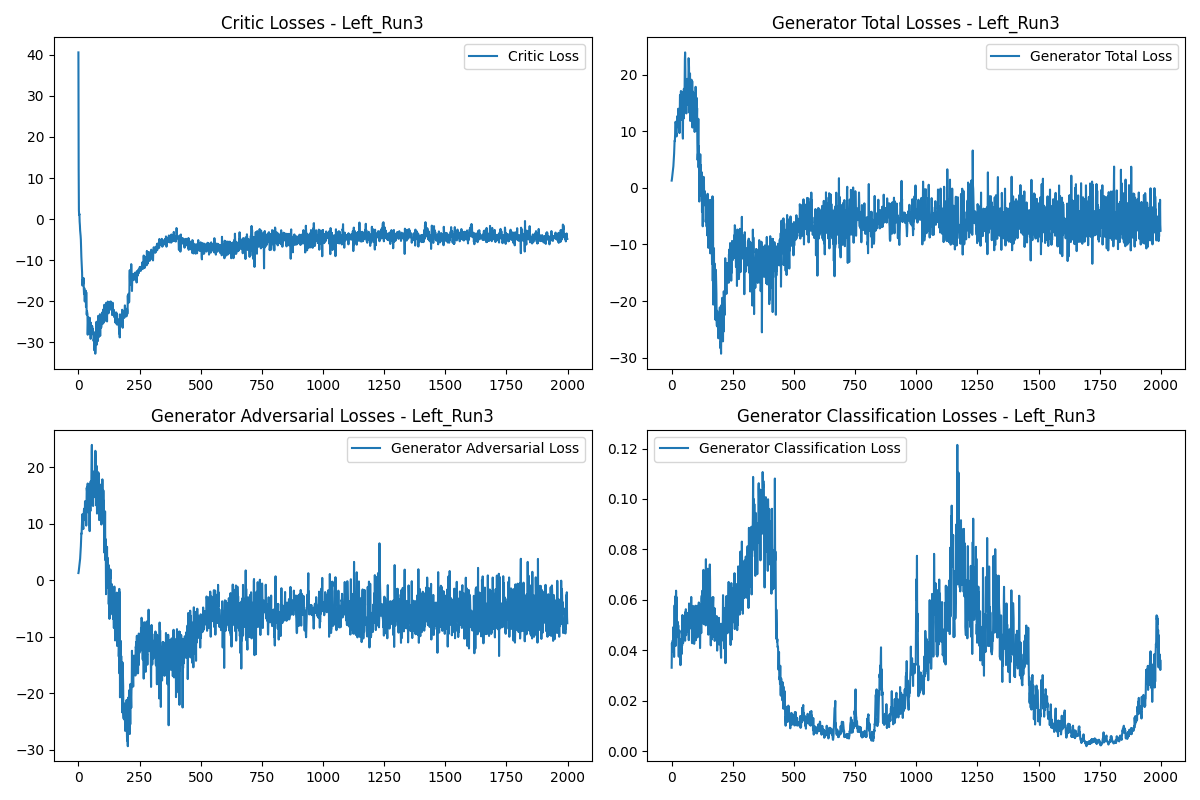 Critic Losses - Left_Run3
Critic Loss
40
30
20
10
0
−10
−20
−30
0 250 500 750 1000 1250 1500 1750 2000
Generator Total Losses - Left_Run3
Generator Total Loss
20
10
0
−10
−20
−30
0 250 500 750 1000 1250 1500 1750 2000
Generator Adversarial Losses - Left_Run3
Generator Adversarial Loss
20
10
0
−10
−20
−30
0 250 500 750 1000 1250 1500 1750 2000
Generator Classification Losses - Left_Run3
Generator Classification Loss
0.12
0.10
0.08
0.06
0.04
0.02
0.00
0 250 500 750 1000 1250 1500 1750 2000